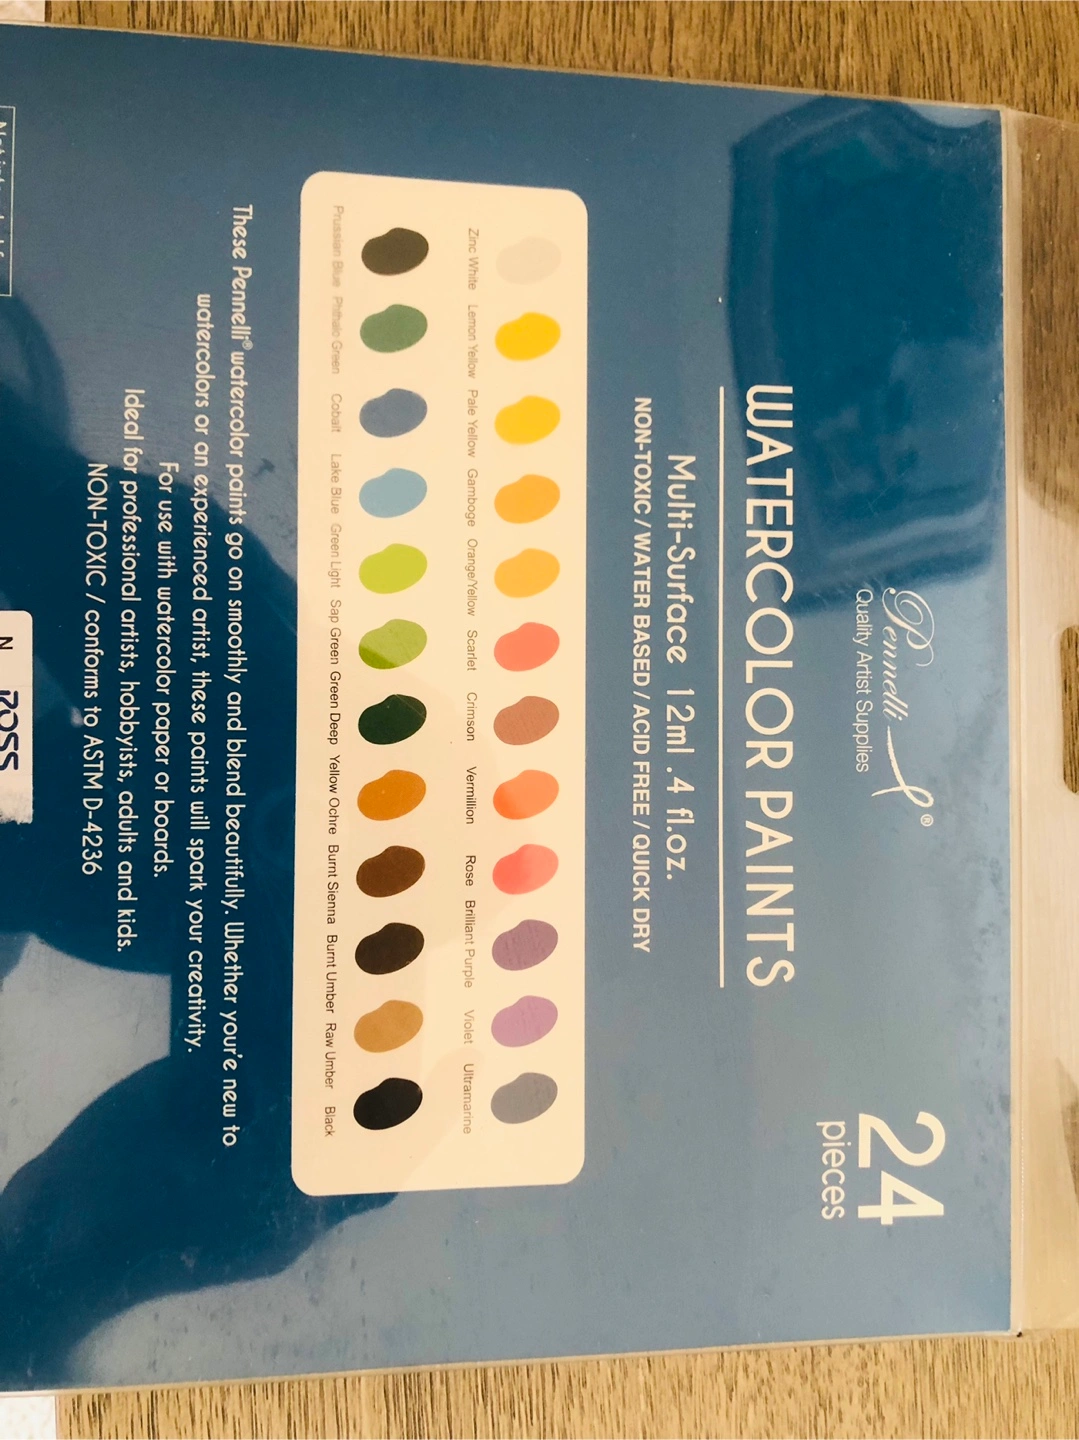 Pennelli®
Quality Artist Supplies
24
pieces
WATERCOLOR PAINTS
Multi-Surface 12ml .4 fl.oz.
NON-TOXIC / WATER BASED / ACID FREE / QUICK DRY
Zinc White Lemon Yellow Pale Yellow Gamboge Orange/Yellow Scarlet Crimson Vermillion Rose Brilliant Purple Violet Ultramarine
Prussian Blue Phthalo Green Cobalt Lake Blue Green Light Sap Green Green Deep Yellow Ochre Burnt Sienna Burnt Umber Raw Umber Black
These Pennelli® watercolor paints go on smoothly and blend beautifully. Whether your'e new to
watercolors or an experienced artist, these paints will spark your creativity.
For use with watercolor paper or boards.
Ideal for professional artists, hobbyists, adults and kids.
NON-TOXIC / conforms to ASTM D-4236
N ROSS